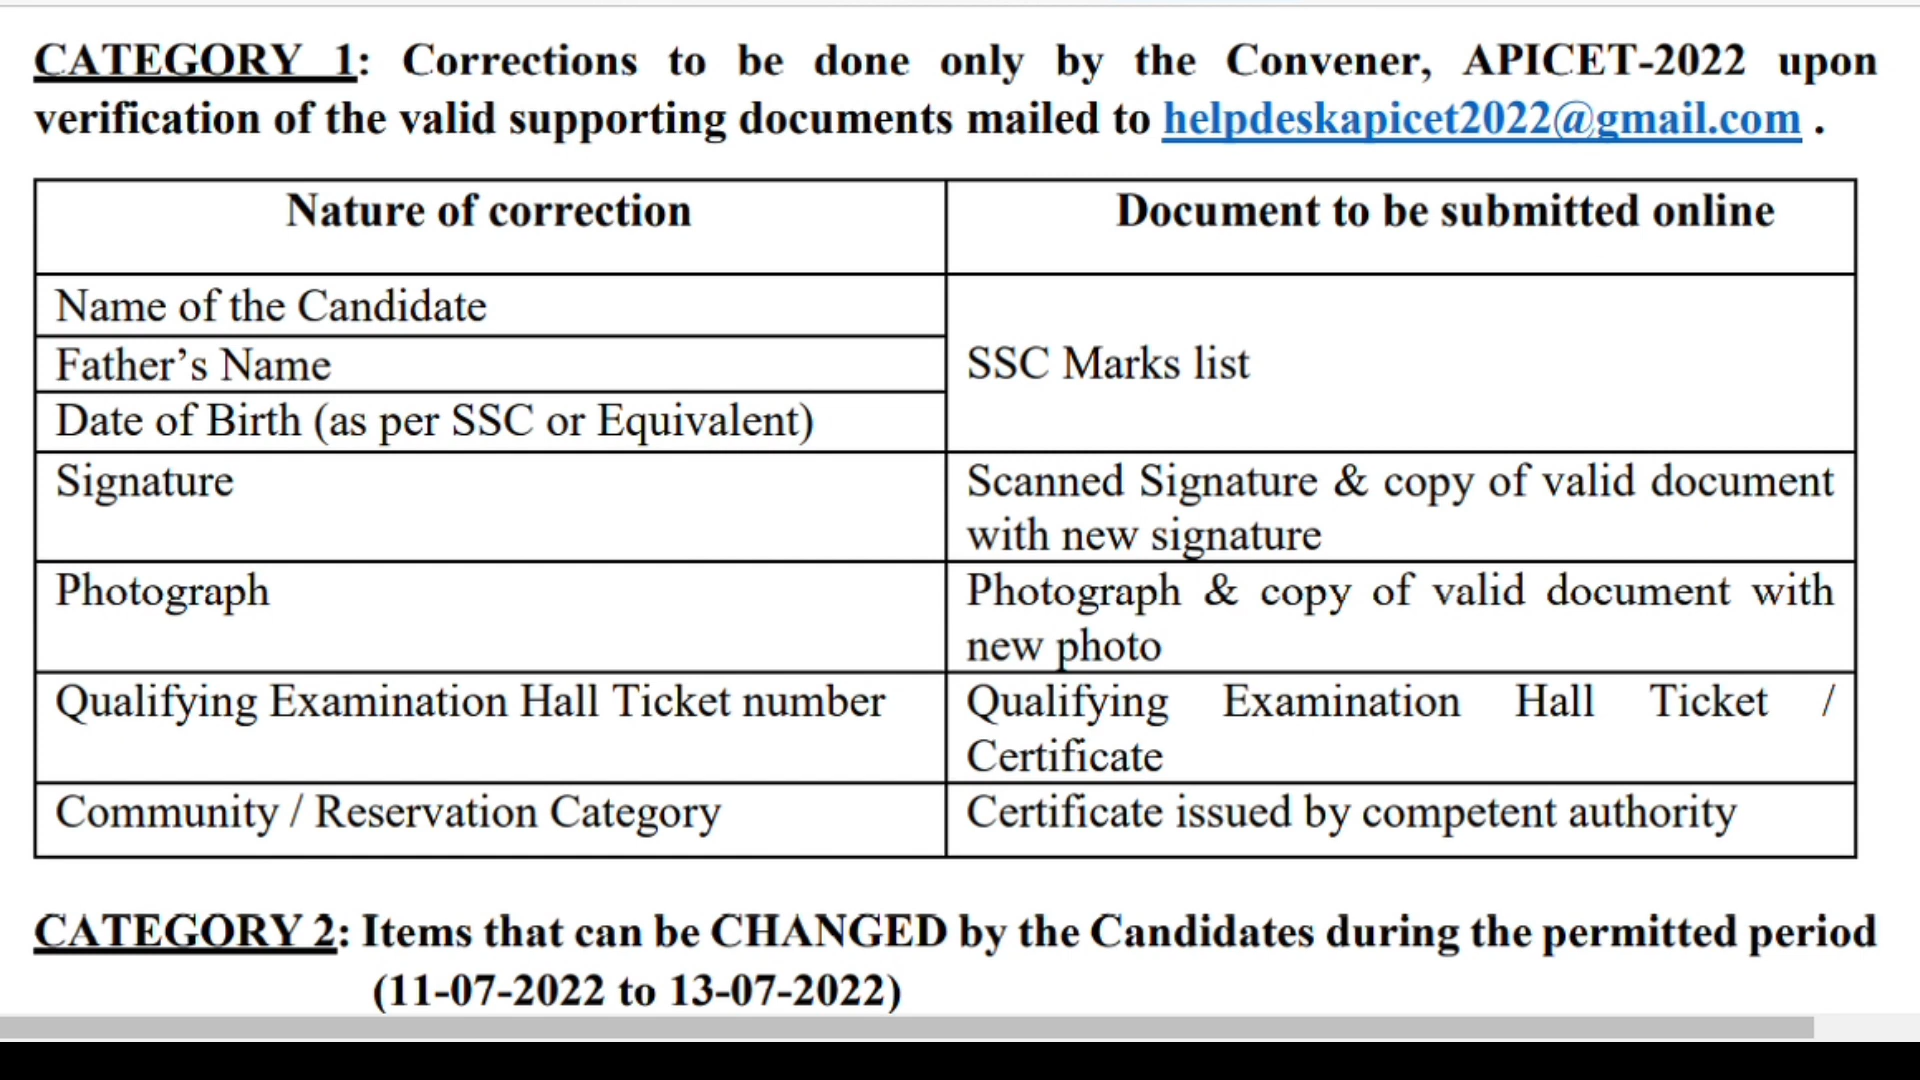 CATEGORY 1: Corrections to be done only by the Convener, APICET-2022 upon
verification of the valid supporting documents mailed to helpdeskapicet2022@gmail.com .
Nature of correction
Document to be submitted online
Name of the Candidate
Father’s Name
Date of Birth (as per SSC or Equivalent)
SSC Marks list
Signature
Scanned Signature & copy of valid document
with new signature
Photograph
Photograph & copy of valid document with
new photo
Qualifying Examination Hall Ticket number
Qualifying Examination Hall Ticket /
Certificate
Community / Reservation Category
Certificate issued by competent authority
CATEGORY 2: Items that can be CHANGED by the Candidates during the permitted period
(11-07-2022 to 13-07-2022)